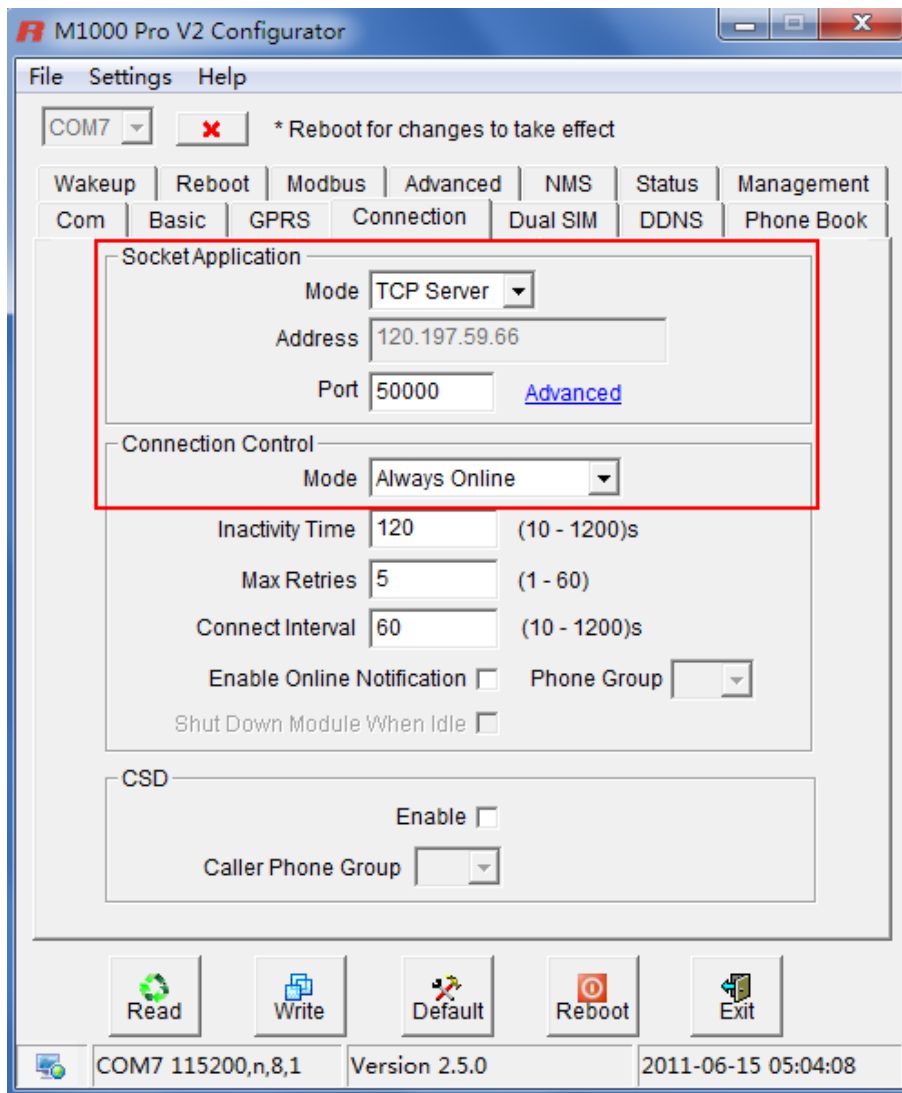 M1000 Pro V2 Configurator
File Settings Help
COM7 * Reboot for changes to take effect
Wakeup Reboot Modbus Advanced NMS Status Management
Com Basic GPRS Connection Dual SIM DDNS Phone Book
Socket Application
Mode TCP Server
Address 120.197.59.66
Port 50000 Advanced
Connection Control
Mode Always Online
Inactivity Time 120 (10 - 1200)s
Max Retries 5 (1 - 60)
Connect Interval 60 (10 - 1200)s
Enable Online Notification Phone Group
Shut Down Module When Idle
CSD
Enable
Caller Phone Group
Read Write Default Reboot Exit
COM7 115200,n,8,1 Version 2.5.0 2011-06-15 05:04:08